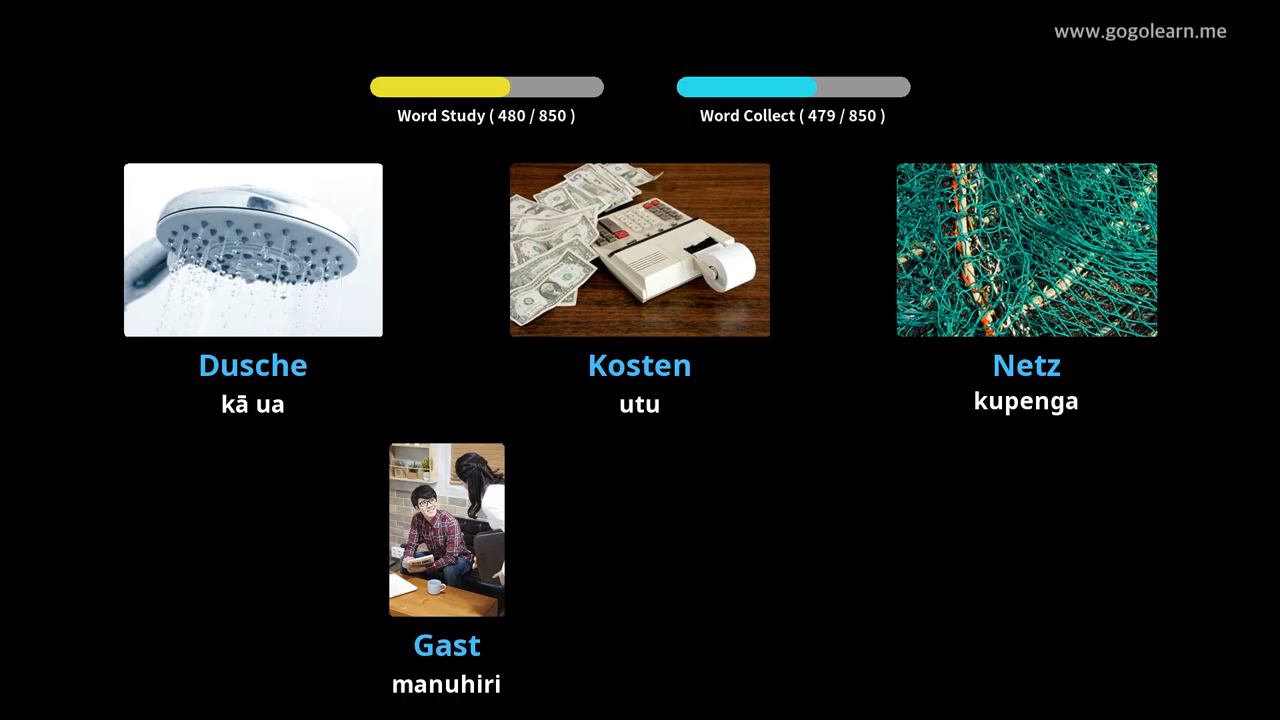 www.gogolearn.me
Word Study ( 480 / 850 )
Word Collect ( 479 / 850 )
Dusche
kā ua
Kosten
utu
Netz
kupenga
Gast
manuhiri